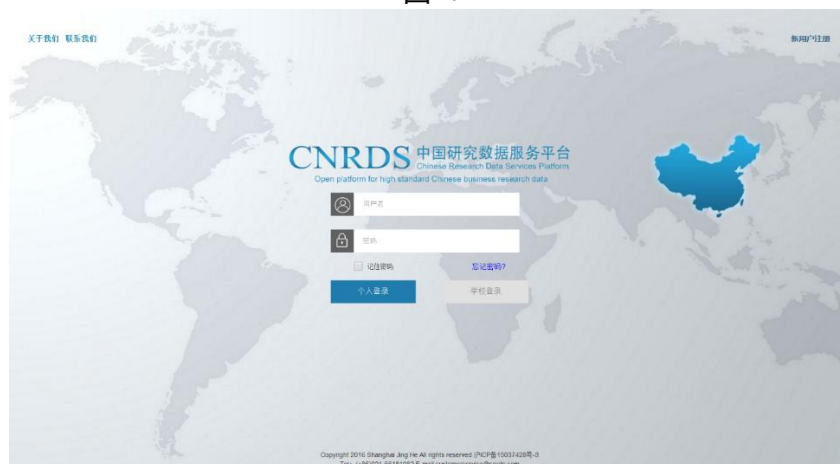 关于我们 联系我们
新用户注册
CNRDS 中国研究数据服务平台
Chinese Research Data Services Platform
Open platform for high standard Chinese business research data
用户名
密码
记住密码
忘记密码?
个人登录
学校登录
Copyright 2016 Shanghai Jing He All rights reserved